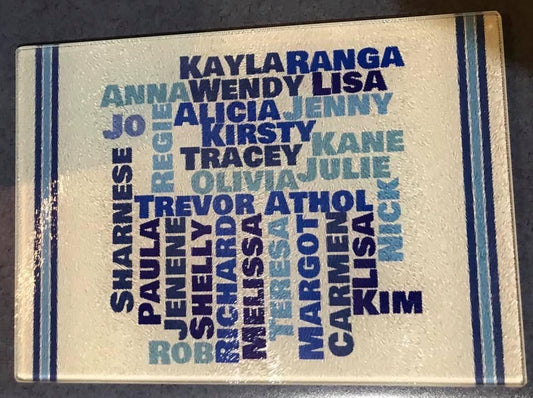 KAYLA RANGA
ANNA WENDY LISA
JO REGIE ALICIA JENNY
KIRSTY
TRACEY KANE
OLIVIA JULIE
TREVOR ATHOL
SHARNESE
PAULA
JENENE
SHELLY
RICHARD
MELISSA
TERESA
MARGOT
CARMEN
LISA
NICK
ROB
KIM